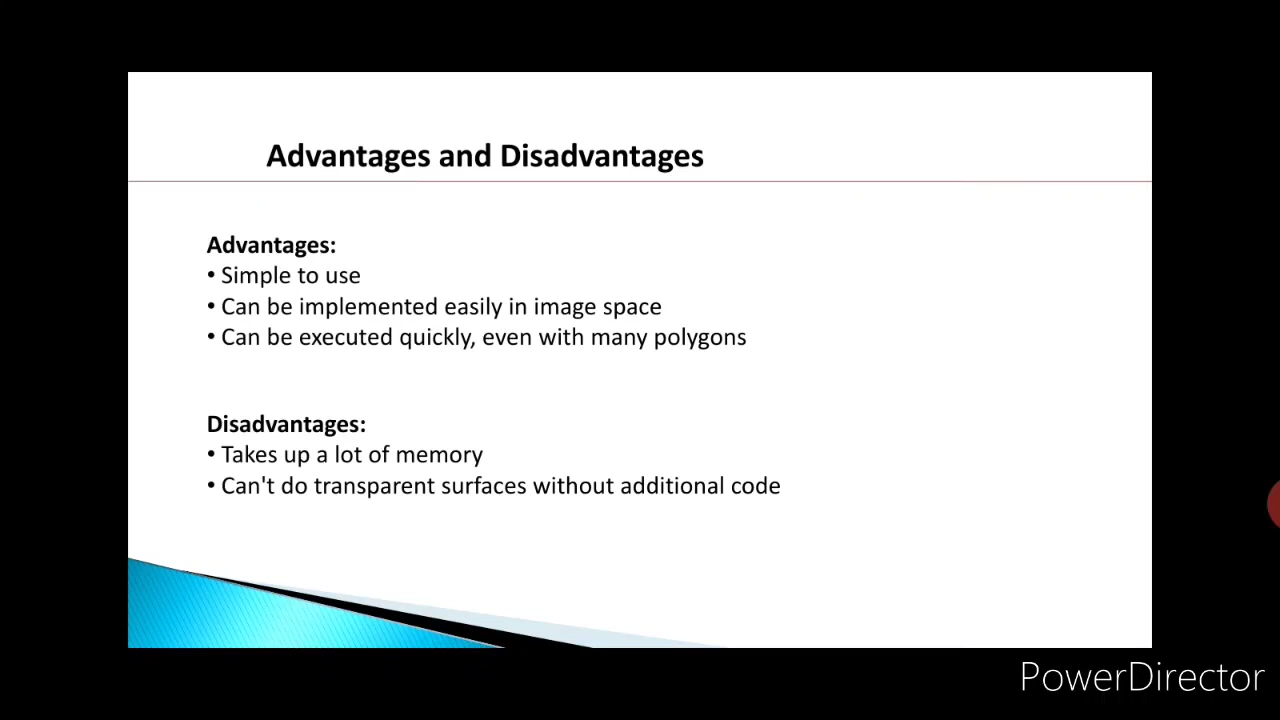 Advantages and Disadvantages
Advantages:
• Simple to use
• Can be implemented easily in image space
• Can be executed quickly, even with many polygons
Disadvantages:
• Takes up a lot of memory
• Can't do transparent surfaces without additional code
PowerDirector